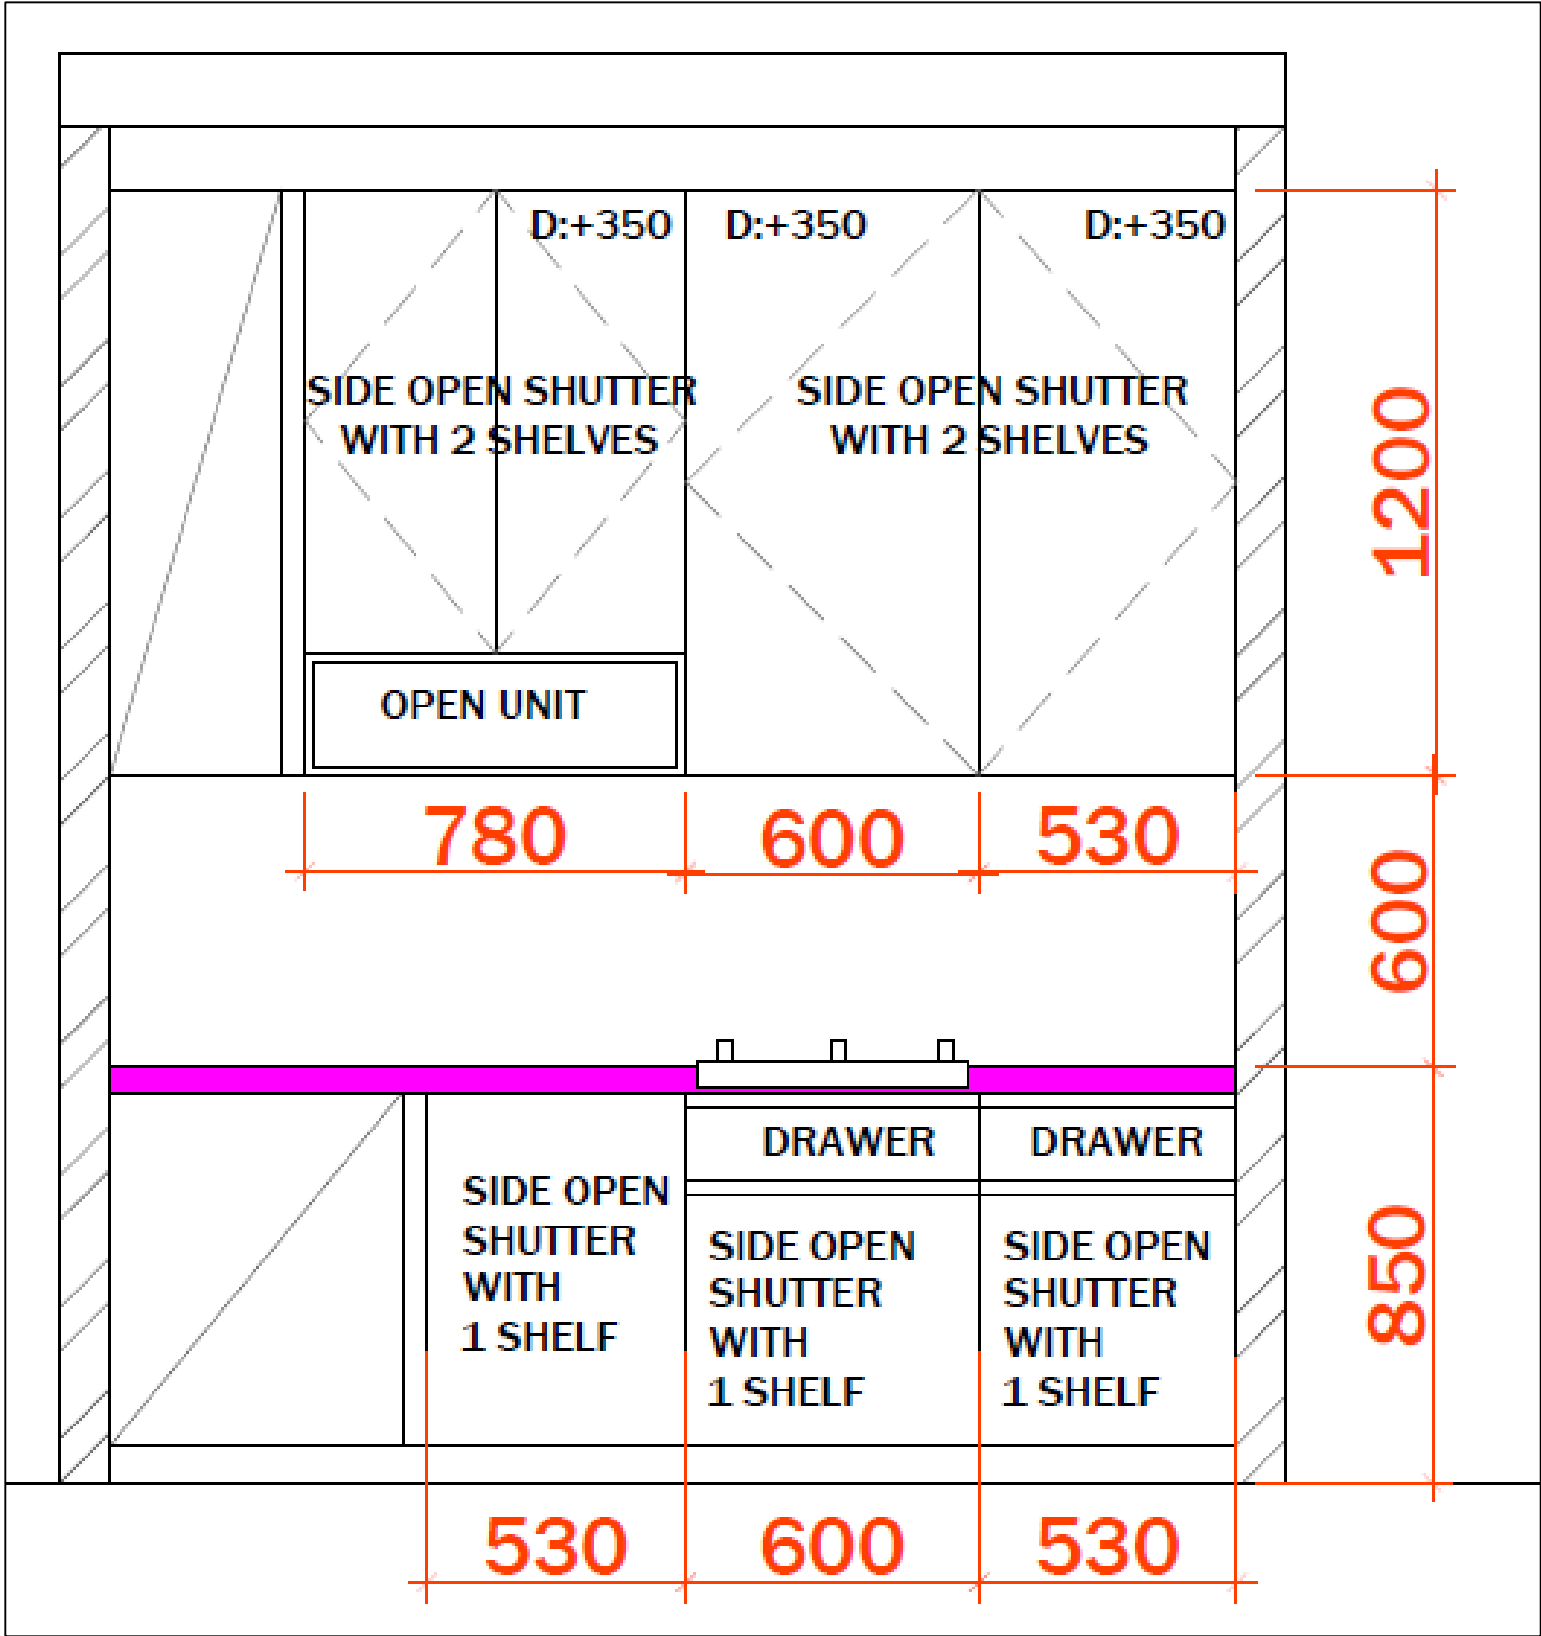 D:+350 D:+350 D:+350
SIDE OPEN SHUTTER
WITH 2 SHELVES
SIDE OPEN SHUTTER
WITH 2 SHELVES
1200
OPEN UNIT
780 600 530
600
DRAWER DRAWER
SIDE OPEN
SHUTTER
WITH
1 SHELF
SIDE OPEN
SHUTTER
WITH
1 SHELF
SIDE OPEN
SHUTTER
WITH
1 SHELF
850
530 600 530